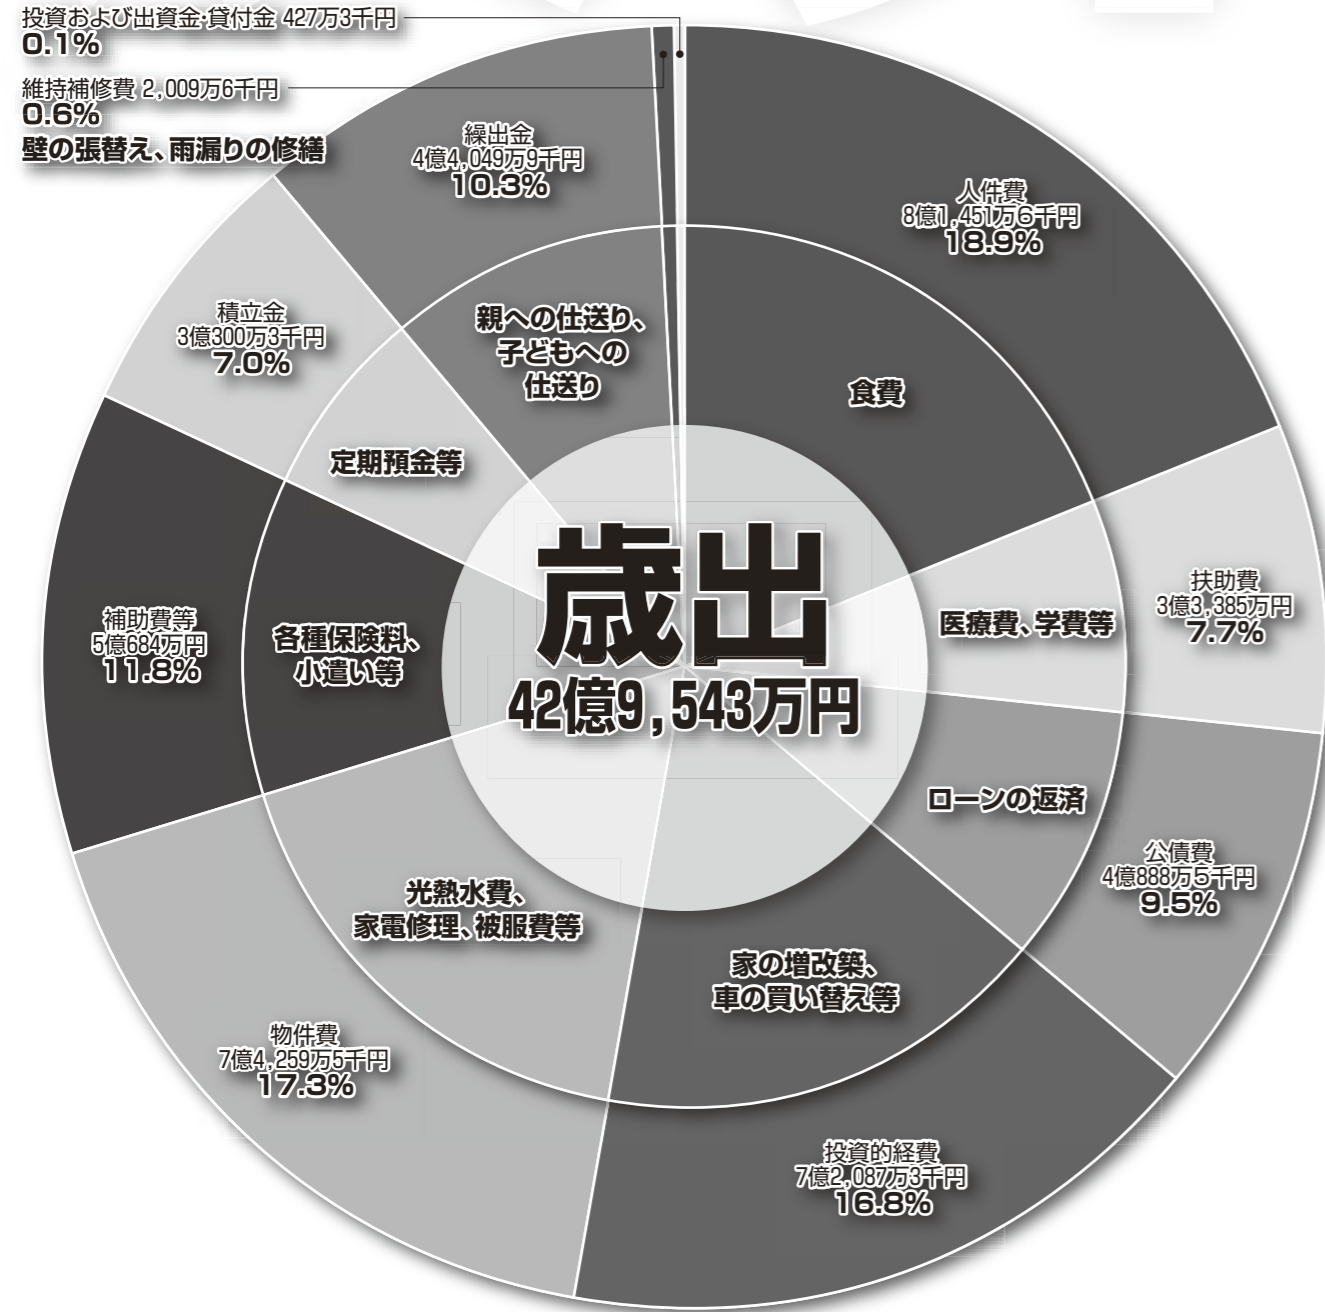 投資および出資金・貸付金 427万3千円
0.1%
維持補修費 2,009万6千円
0.6%
壁の張替え、雨漏りの修繕
繰出金
4億4,049万9千円
10.3%
人件費
8億1,451万6千円
18.9%
積立金
3億300万3千円
7.0%
親への仕送り、
子どもへの
仕送り
食費
定期預金等
歳出
42億9,543万円
扶助費
3億3,385万円
7.7%
医療費、学費等
補助費等
5億684万円
11.8%
各種保険料、
小遣い等
ローンの返済
公債費
4億888万5千円
9.5%
光熱水費、
家電修理、被服費等
家の増改築、
車の買い替え等
物件費
7億4,259万5千円
17.3%
投資的経費
7億2,087万3千円
16.8%